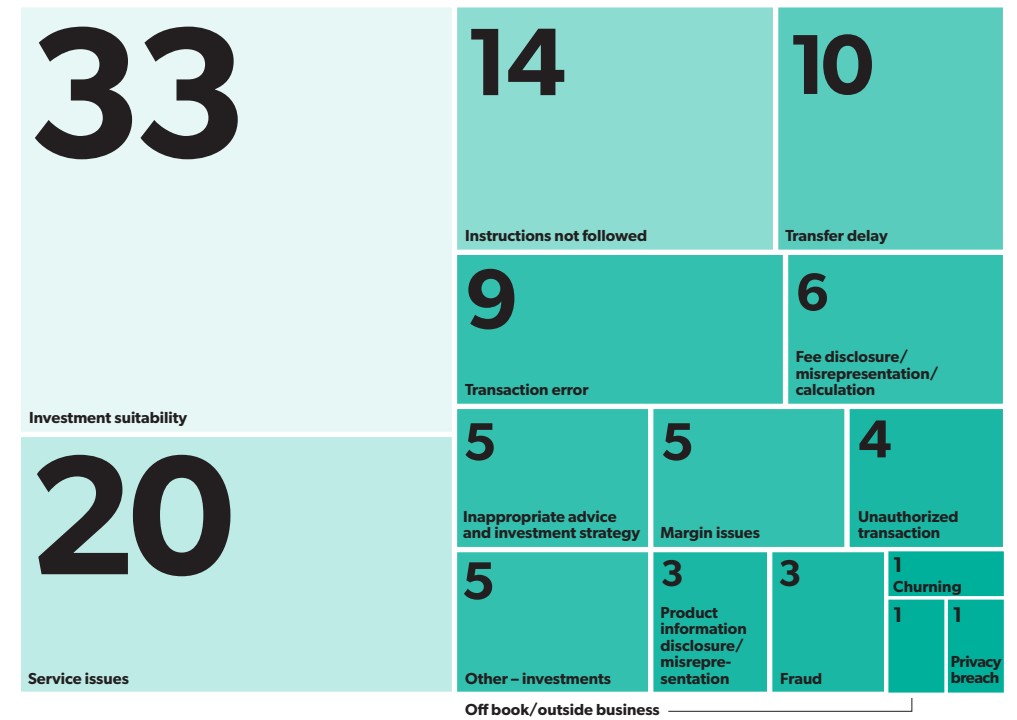 33
Investment suitability
20
Service issues
14
Instructions not followed
10
Transfer delay
9
Transaction error
6
Fee disclosure/
misrepresentation/
calculation
5
Inappropriate advice
and investment strategy
5
Margin issues
4
Unauthorized
transaction
5
Other – investments
3
Product
information
disclosure/
misrepre-
sentation
3
Fraud
1
Churning
1
Off book/outside business
1
Privacy
breach